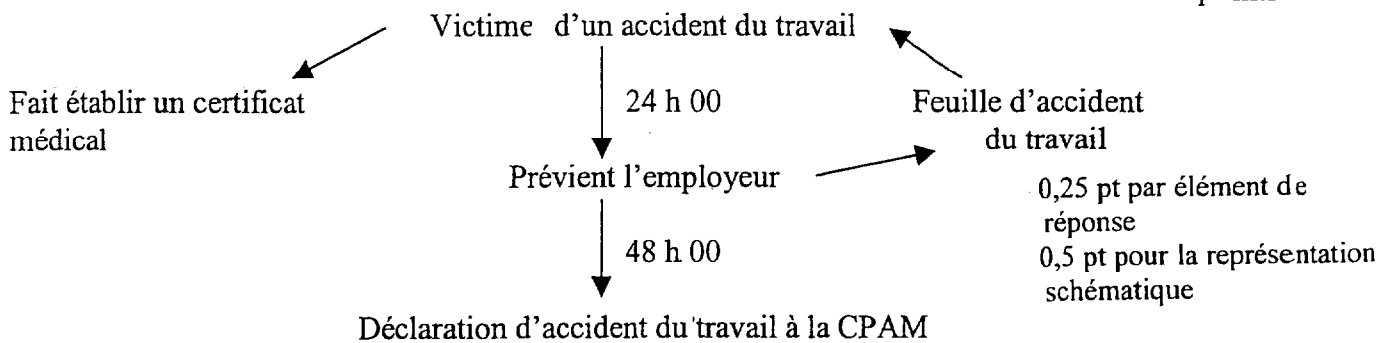 Victime d'un accident du travail
Fait établir un certificat
médical
24 h 00
Feuille d'accident
du travail
Prévient l'employeur
0,25 pt par élément de
réponse
0,5 pt pour la représentation
schématique
48 h 00
Déclaration d'accident du travail à la CPAM